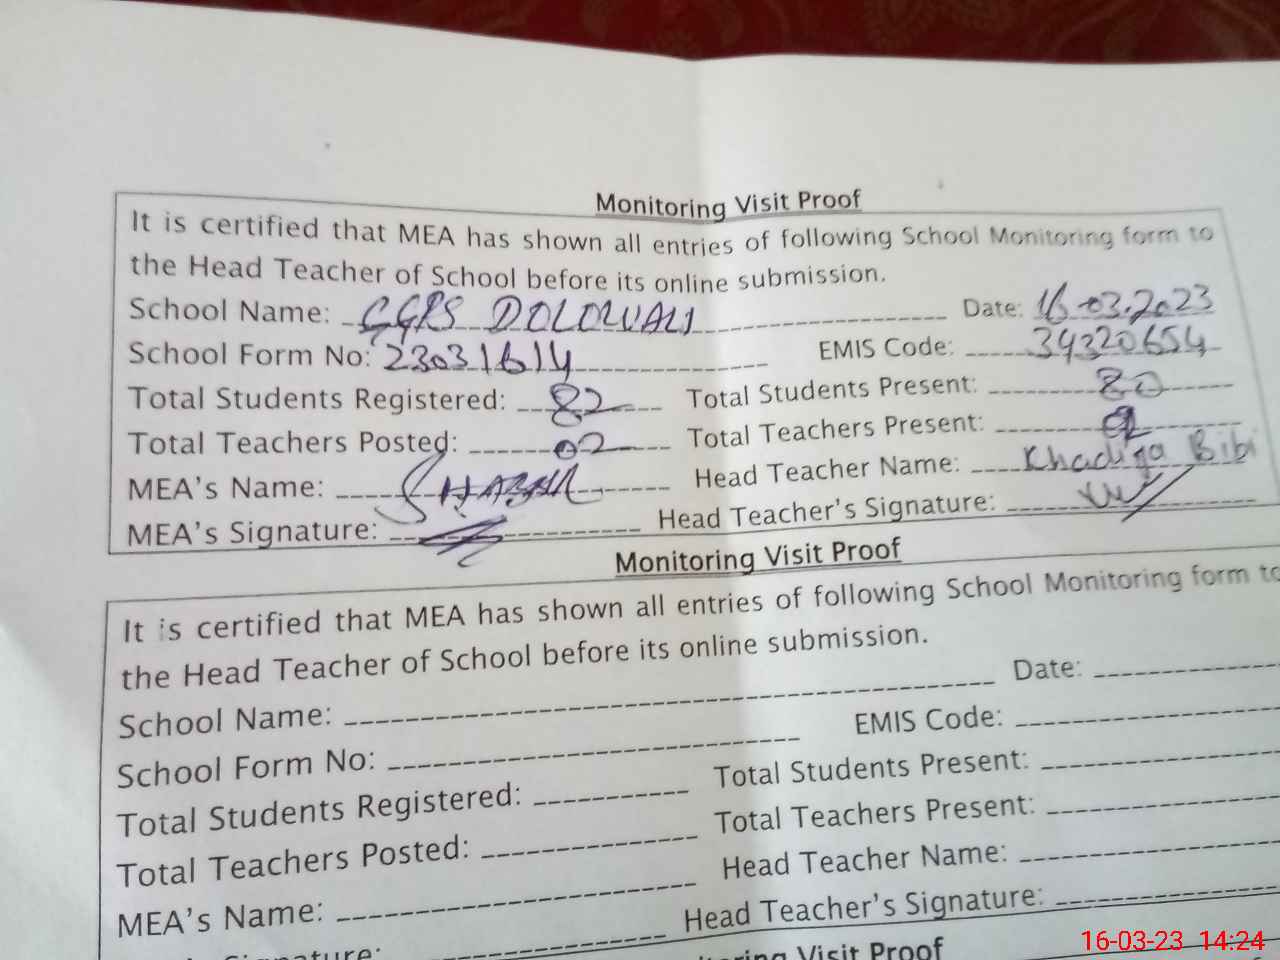 Monitoring Visit Proof
It is certified that MEA has shown all entries of following School Monitoring form to
the Head Teacher of School before its online submission.
School Name: GGPS DOLOWALI Date: 16-03.2023
School Form No: 23031614 EMIS Code: 34320654
Total Students Registered: 82 Total Students Present: 80
Total Teachers Posted: 02 Total Teachers Present:
MEA's Name: Head Teacher Name: Khadija Bibi
MEA's Signature: Head Teacher's Signature:
Monitoring Visit Proof
It is certified that MEA has shown all entries of following School Monitoring form to
the Head Teacher of School before its online submission.
School Name: Date:
School Form No: EMIS Code:
Total Students Registered: Total Students Present:
Total Teachers Posted: Total Teachers Present:
MEA's Name: Head Teacher Name:
Head Teacher's Signature:
Visit Proof
16-03-23 14:24